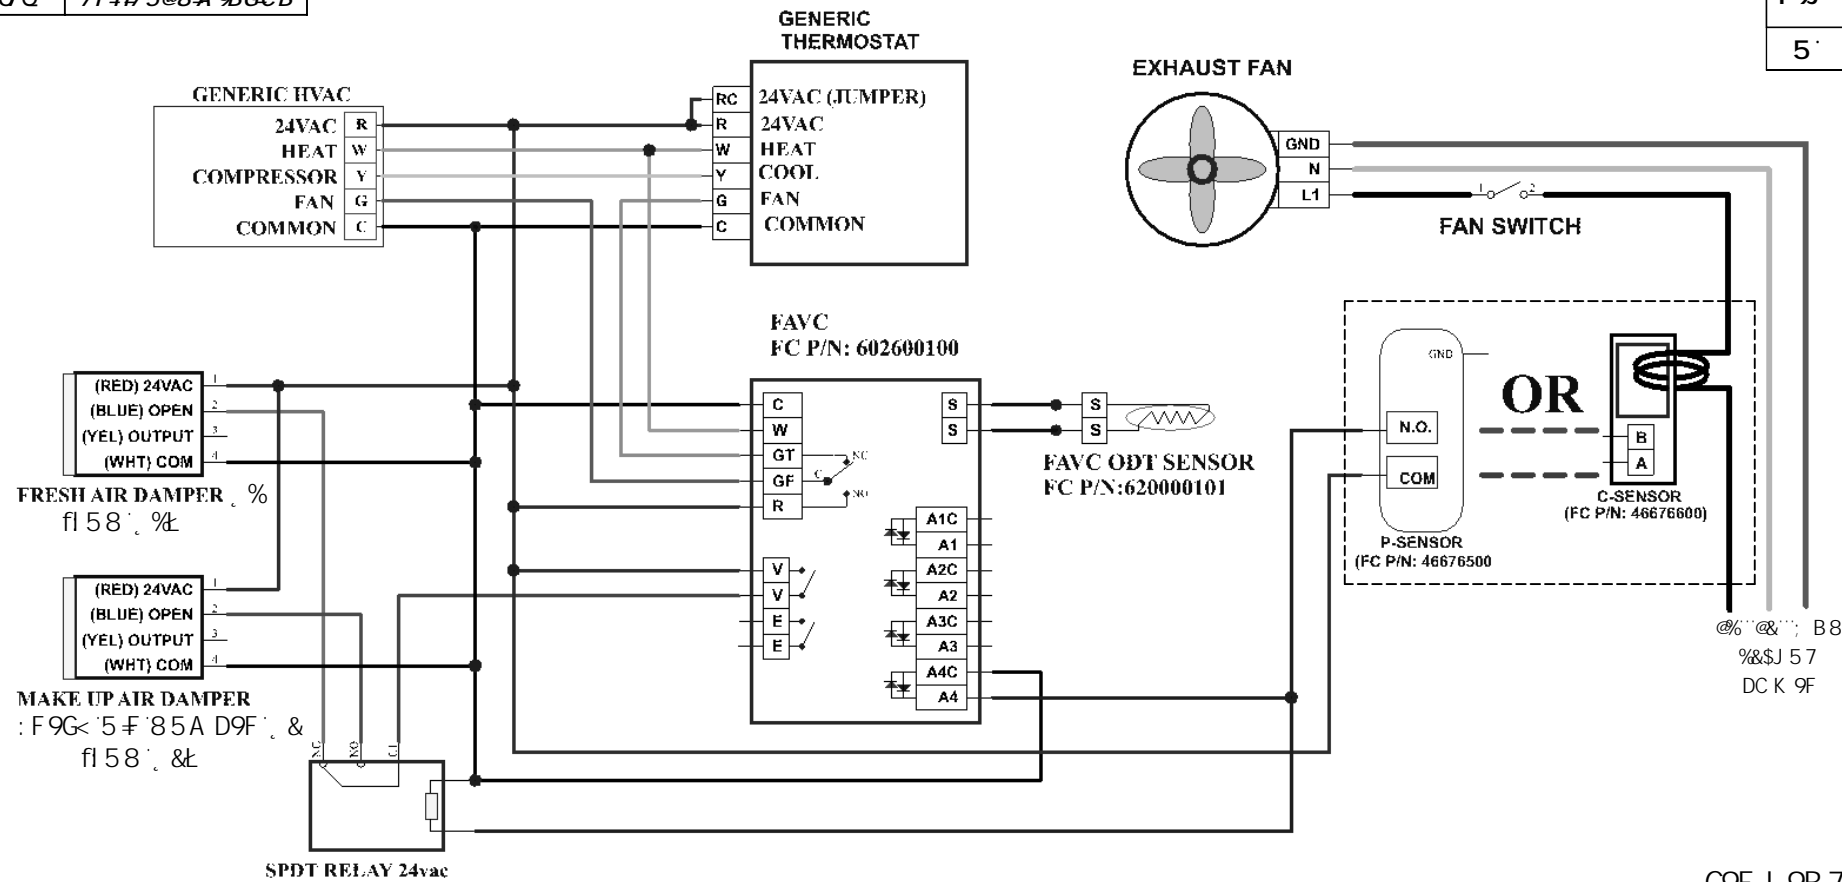 GENERIC
THERMOSTAT
EXHAUST FAN
GENERIC HVAC
24VAC R
HEAT W
COMPRESSOR Y
FAN G
COMMON C
RC 24VAC (JUMPER)
R 24VAC
W HEAT
Y COOL
G FAN
C COMMON
GND
N
L1
1 2
FAN SWITCH
FAVC
FC P/N: 602600100
(RED) 24VAC 1
(BLUE) OPEN 2
(YEL) OUTPUT 3
(WHT) COM 4
FRESH AIR DAMPER
(RED) 24VAC 1
(BLUE) OPEN 2
(YEL) OUTPUT 3
(WHT) COM 4
MAKE UP AIR DAMPER
C
W
GT
GF
R
NC
C
NO
V
V
E
E
S
S
A1C
A1
A2C
A2
A3C
A3
A4C
A4
S
S
FAVC ODT SENSOR
FC P/N:620000101
GND
N.O.
COM
P-SENSOR
(FC P/N: 46676500
OR
B
A
C-SENSOR
(FC P/N: 46676600)
NO
SPDT RELAY 24vac